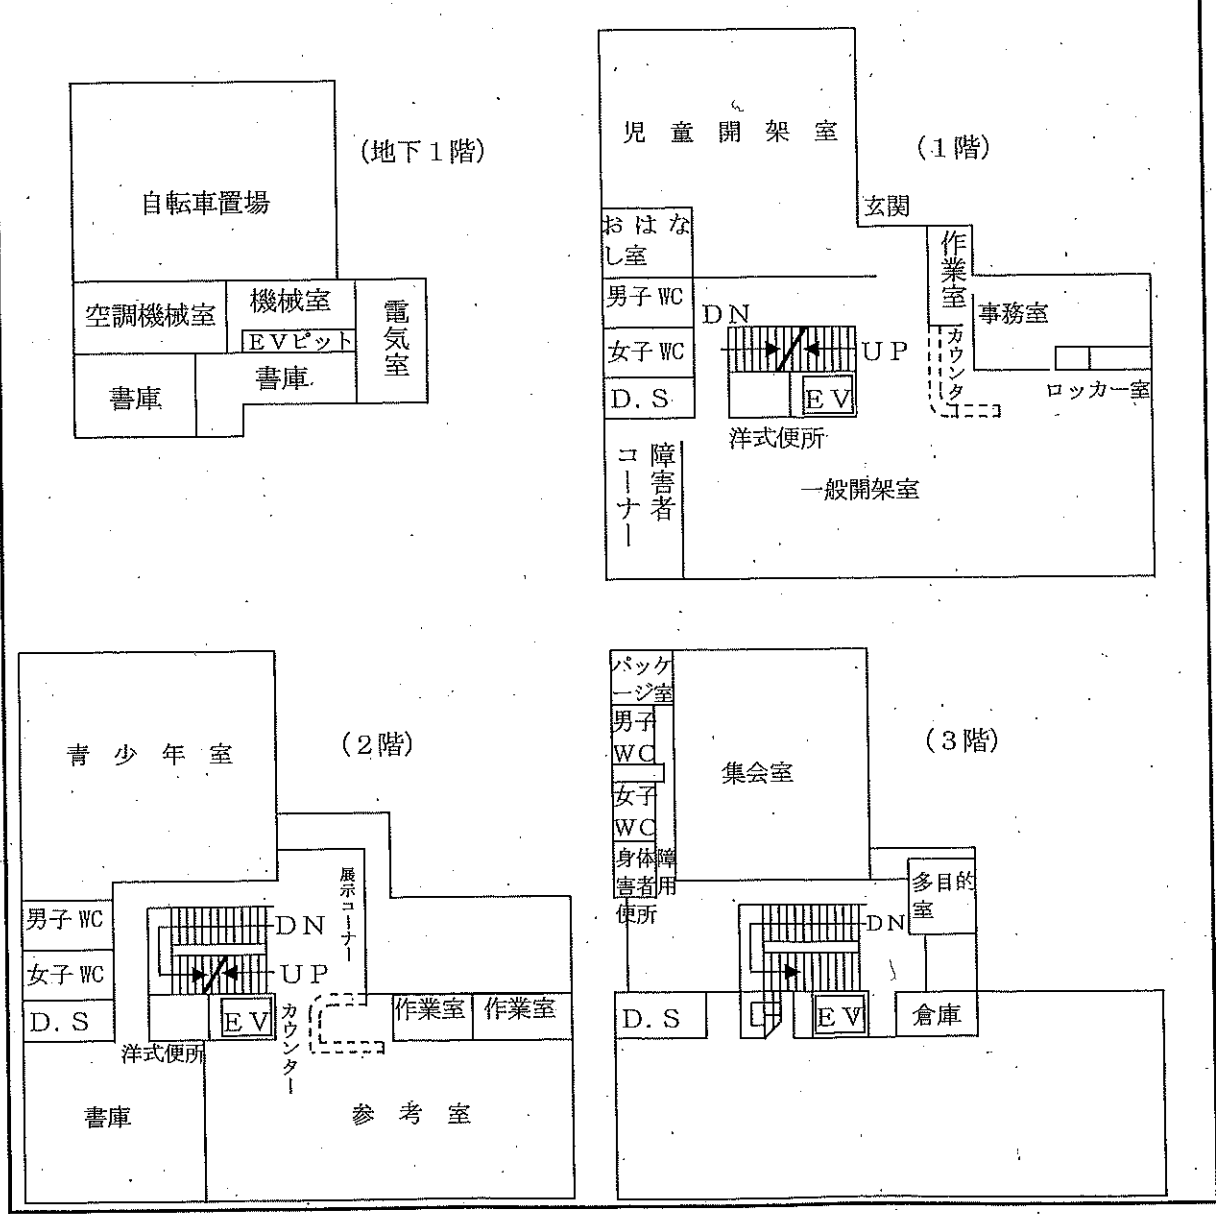 (地下1階)
自転車置場
空調機械室
機械室
EVピット
電気室
書庫
書庫
(1階)
児童開架室
玄関
おはな
し室
作業室
男子WC
DN
事務室
女子WC
UP
カウンタ
ロッカー室
D.S
EV
洋式便所
障害者
コーナー
一般開架室
(2階)
青少年室
展示コーナー
男子WC
DN
女子WC
UP
D.S
EV
カウンター
作業室
作業室
洋式便所
書庫
参考室
(3階)
パッケ
ージ室
男子
WC
集会室
女子
WC
身体障
害者用
便所
多目的
室
DN
D.S
EV
倉庫